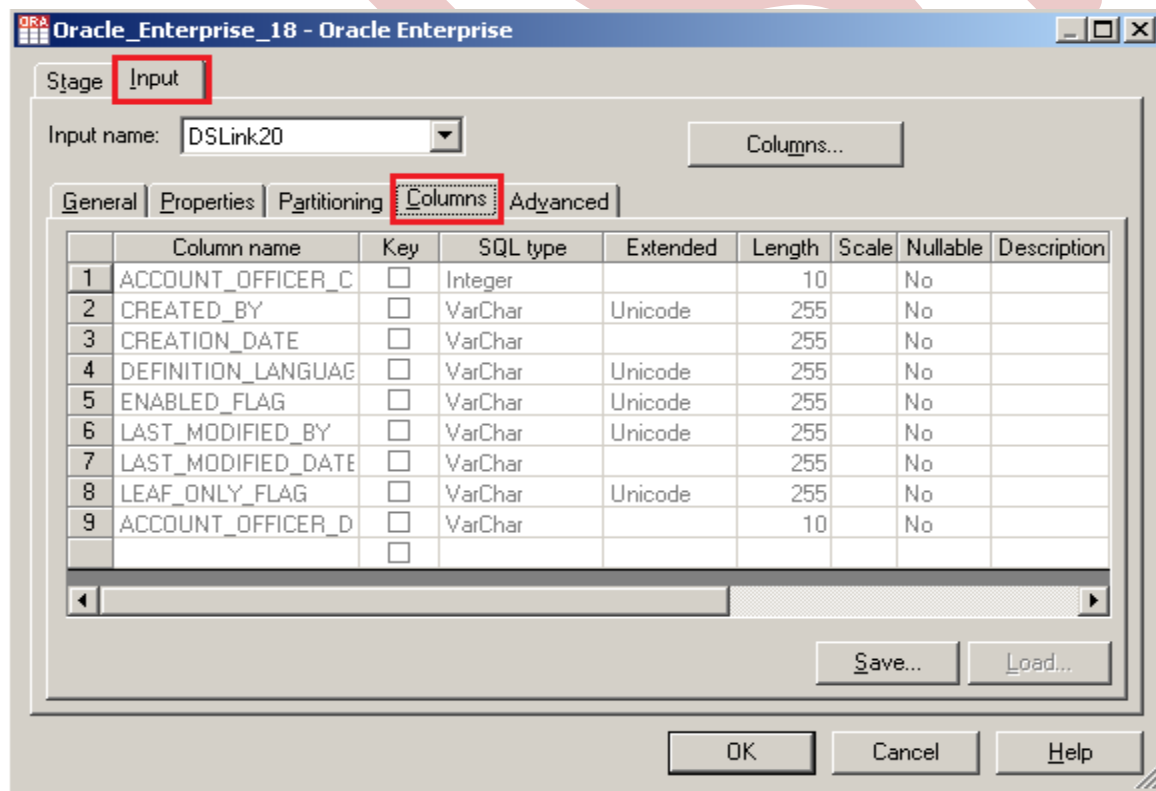 ORA Oracle_Enterprise_18 - Oracle Enterprise
Stage Input
Input name: DSLink20 Columns...
General Properties Partitioning Columns Advanced
Column name Key SQL type Extended Length Scale Nullable Description
1 ACCOUNT_OFFICER_C Integer 10 No
2 CREATED_BY VarChar Unicode 255 No
3 CREATION_DATE VarChar 255 No
4 DEFINITION_LANGUAG VarChar Unicode 255 No
5 ENABLED_FLAG VarChar Unicode 255 No
6 LAST_MODIFIED_BY VarChar Unicode 255 No
7 LAST_MODIFIED_DATE VarChar 255 No
8 LEAF_ONLY_FLAG VarChar Unicode 255 No
9 ACCOUNT_OFFICER_D VarChar 10 No
Save... Load...
OK Cancel Help